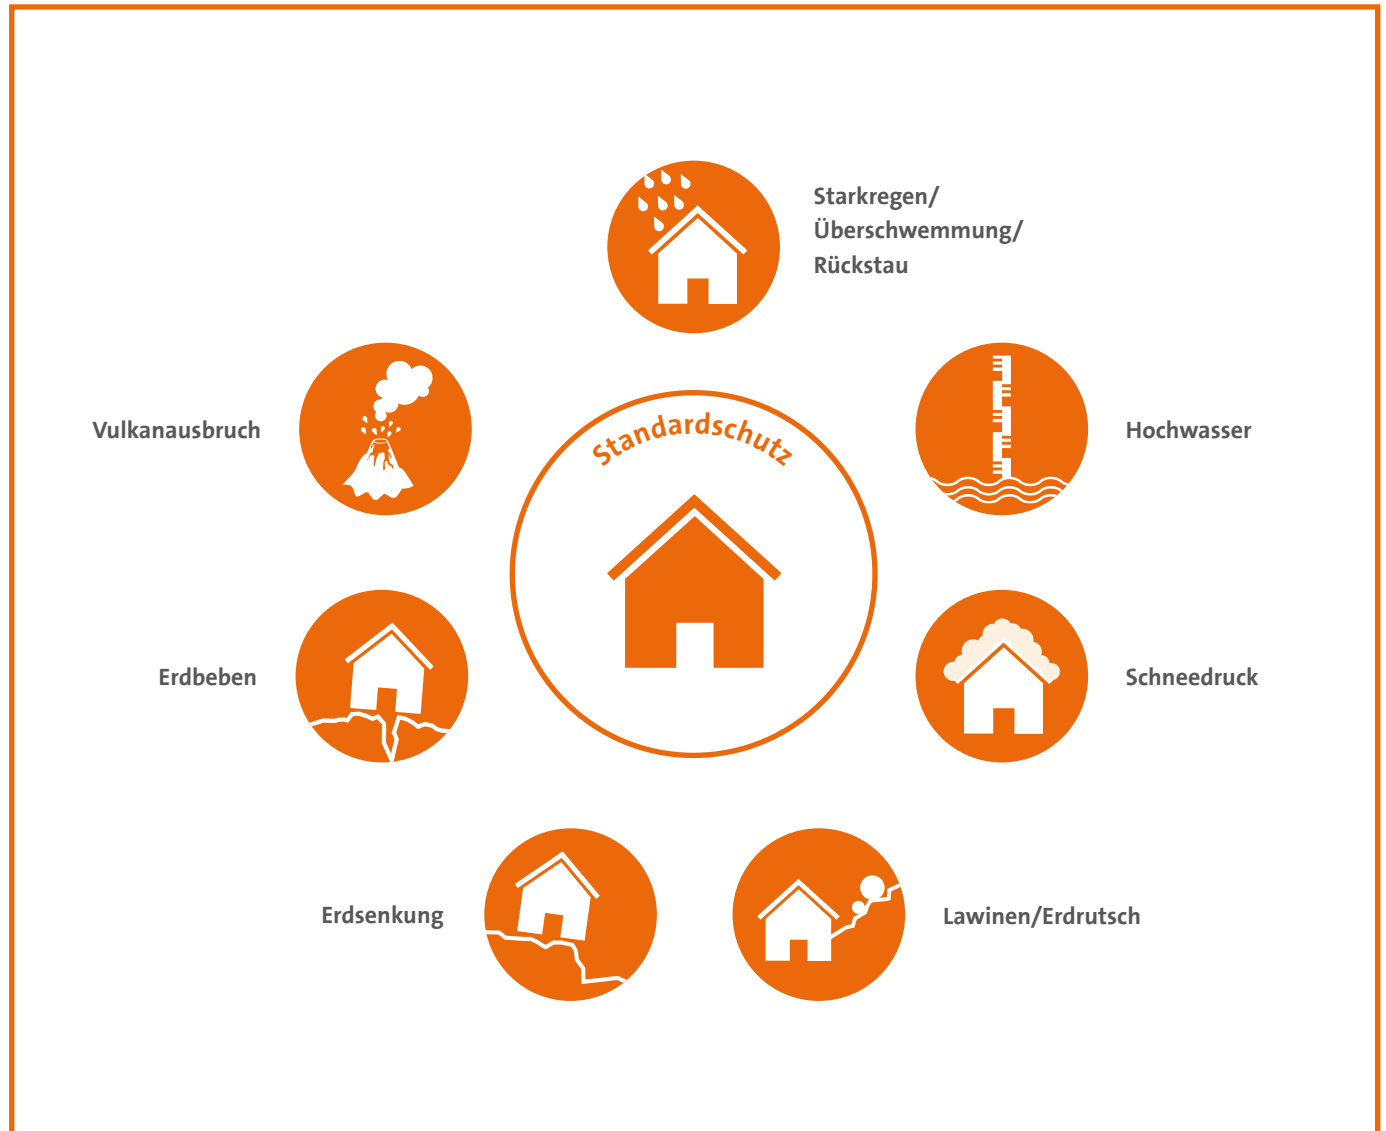 Starkregen/
Überschwemmung/
Rückstau
Vulkanausbruch
Hochwasser
Standardschutz
Erdbeben
Schneedruck
Erdsenkung
Lawinen/Erdrutsch